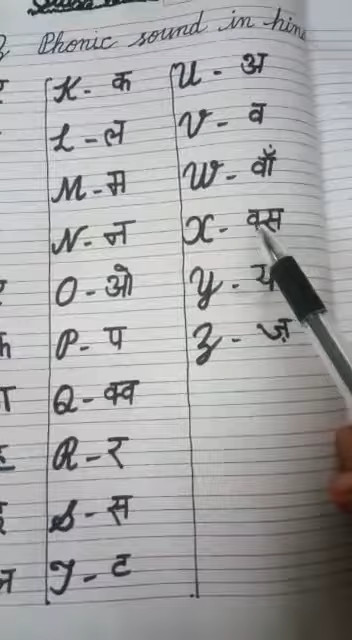 Phonic sound in hin
K - क
L - ल
M - म
N - न
O - ओ
P - प
Q - क्व
R - र
S - स
T - ट
U - अ
V - व
W - वॉं
X - क्स
Y - य
Z - ज़